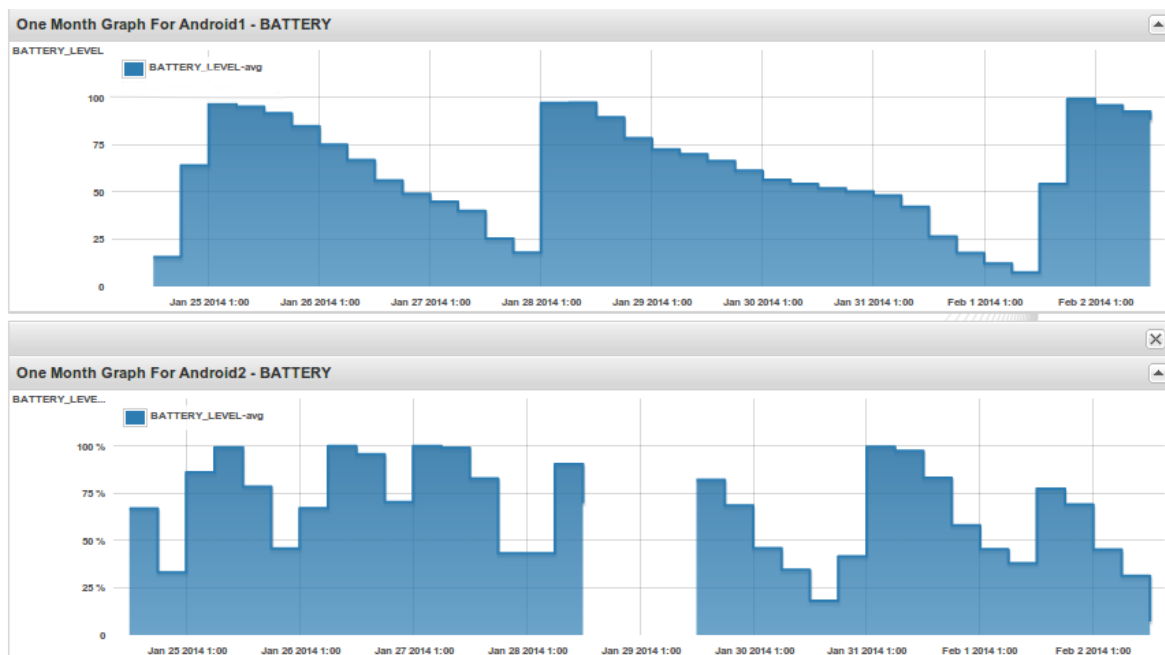 One Month Graph For Android1 - BATTERY
BATTERY_LEVEL
BATTERY_LEVEL-avg
100
75
50
25
0
Jan 25 2014 1:00 Jan 26 2014 1:00 Jan 27 2014 1:00 Jan 28 2014 1:00 Jan 29 2014 1:00 Jan 30 2014 1:00 Jan 31 2014 1:00 Feb 1 2014 1:00 Feb 2 2014 1:00
One Month Graph For Android2 - BATTERY
BATTERY_LEVE...
BATTERY_LEVEL-avg
100 %
75 %
50 %
25 %
0
Jan 25 2014 1:00 Jan 26 2014 1:00 Jan 27 2014 1:00 Jan 28 2014 1:00 Jan 29 2014 1:00 Jan 30 2014 1:00 Jan 31 2014 1:00 Feb 1 2014 1:00 Feb 2 2014 1:00